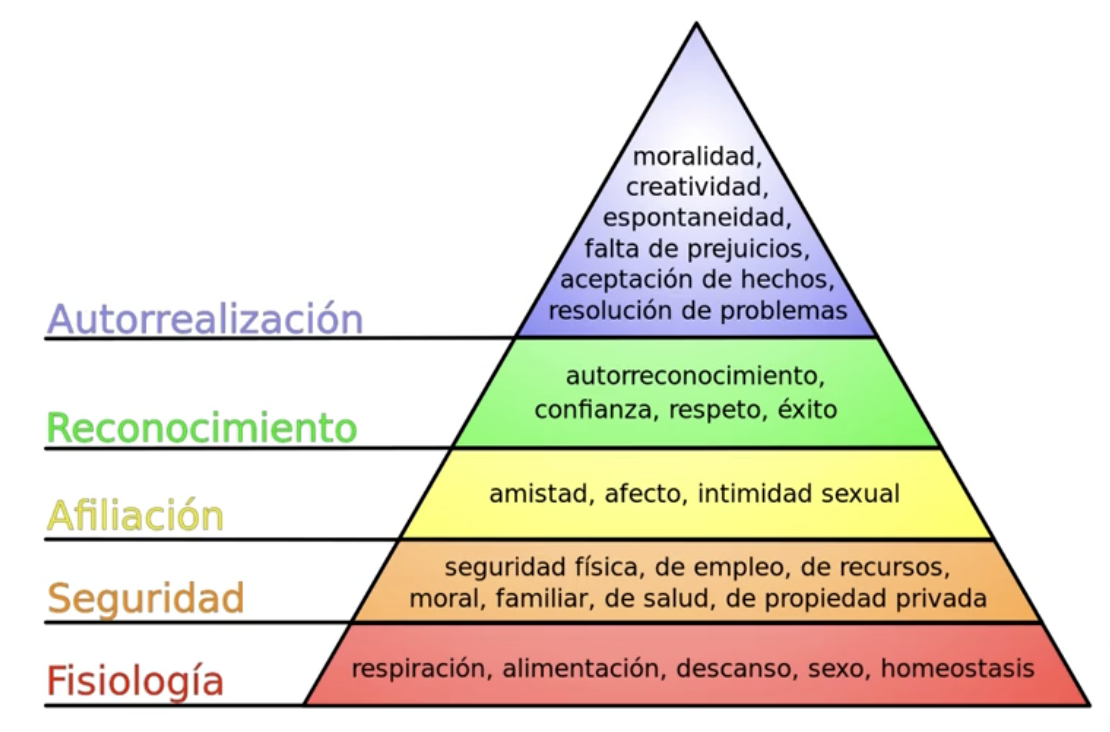 moralidad,
creatividad,
espontaneidad,
falta de prejuicios,
aceptación de hechos,
resolución de problemas
Autorrealización
autorreconocimiento,
confianza, respeto, éxito
Reconocimiento
amistad, afecto, intimidad sexual
Afiliación
seguridad física, de empleo, de recursos,
moral, familiar, de salud, de propiedad privada
Seguridad
respiración, alimentación, descanso, sexo, homeostasis
Fisiología